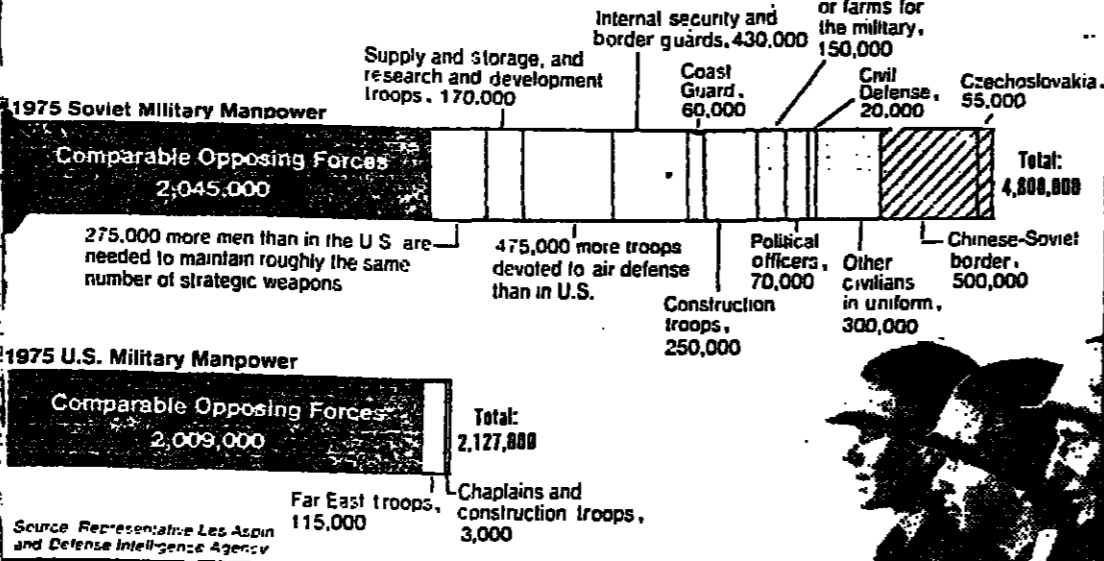 or farms for
the military,
150,000
Internal security and
border guards. 430,000
Supply and storage, and
research and development
troops. 170,000
Coast
Guard,
60,000
Civil
Defense,
20,000
Czechoslovakia.
55,000
1975 Soviet Military Manpower
Comparable Opposing Forces
2,045,000
Total:
4,800,000
275,000 more men than in the U S are
needed to maintain roughly the same
number of strategic weapons
475,000 more troops
devoted to air defense
than in U.S.
Construction
troops,
250,000
Political
officers,
70,000
Other
civilians
in uniform,
300,000
Chinese-Soviet
border,
500,000
1975 U.S. Military Manpower
Comparable Opposing Forces
2,009,000
Total:
2,127,000
Far East troops,
115,000
Chaplains and
construction troops,
3,000
Source Representative Les Aspin
and Defense Intelligence Agency